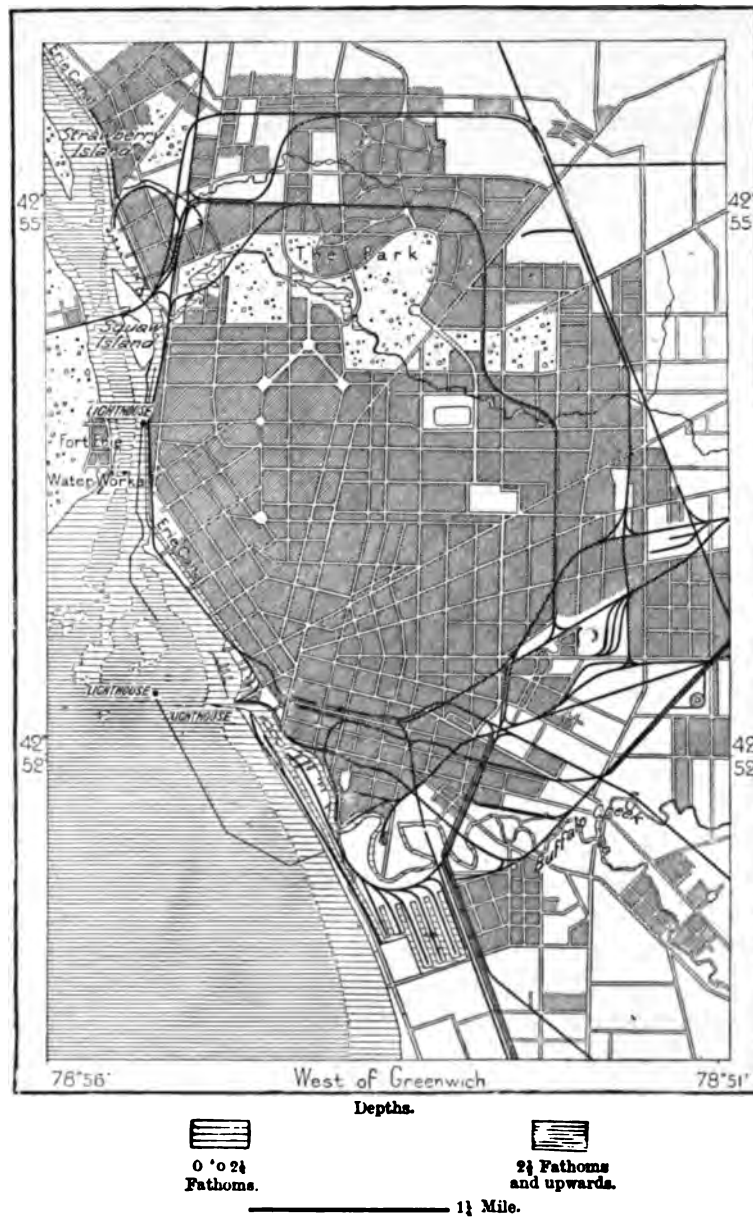 Erie Canal
Strawberry
Island
42°
55'
42°
55'
The Park
Squaw
Island
LIGHTHOUSE
Fort Erie
Water Works
Erie Canal
LIGHTHOUSE
LIGHTHOUSE
42°
52'
42°
52'
Buffalo Creek
78°56'
West of Greenwich
78°51'
Depths.
0 to 2½
Fathoms.
2½ Fathoms
and upwards.
1½ Mile.